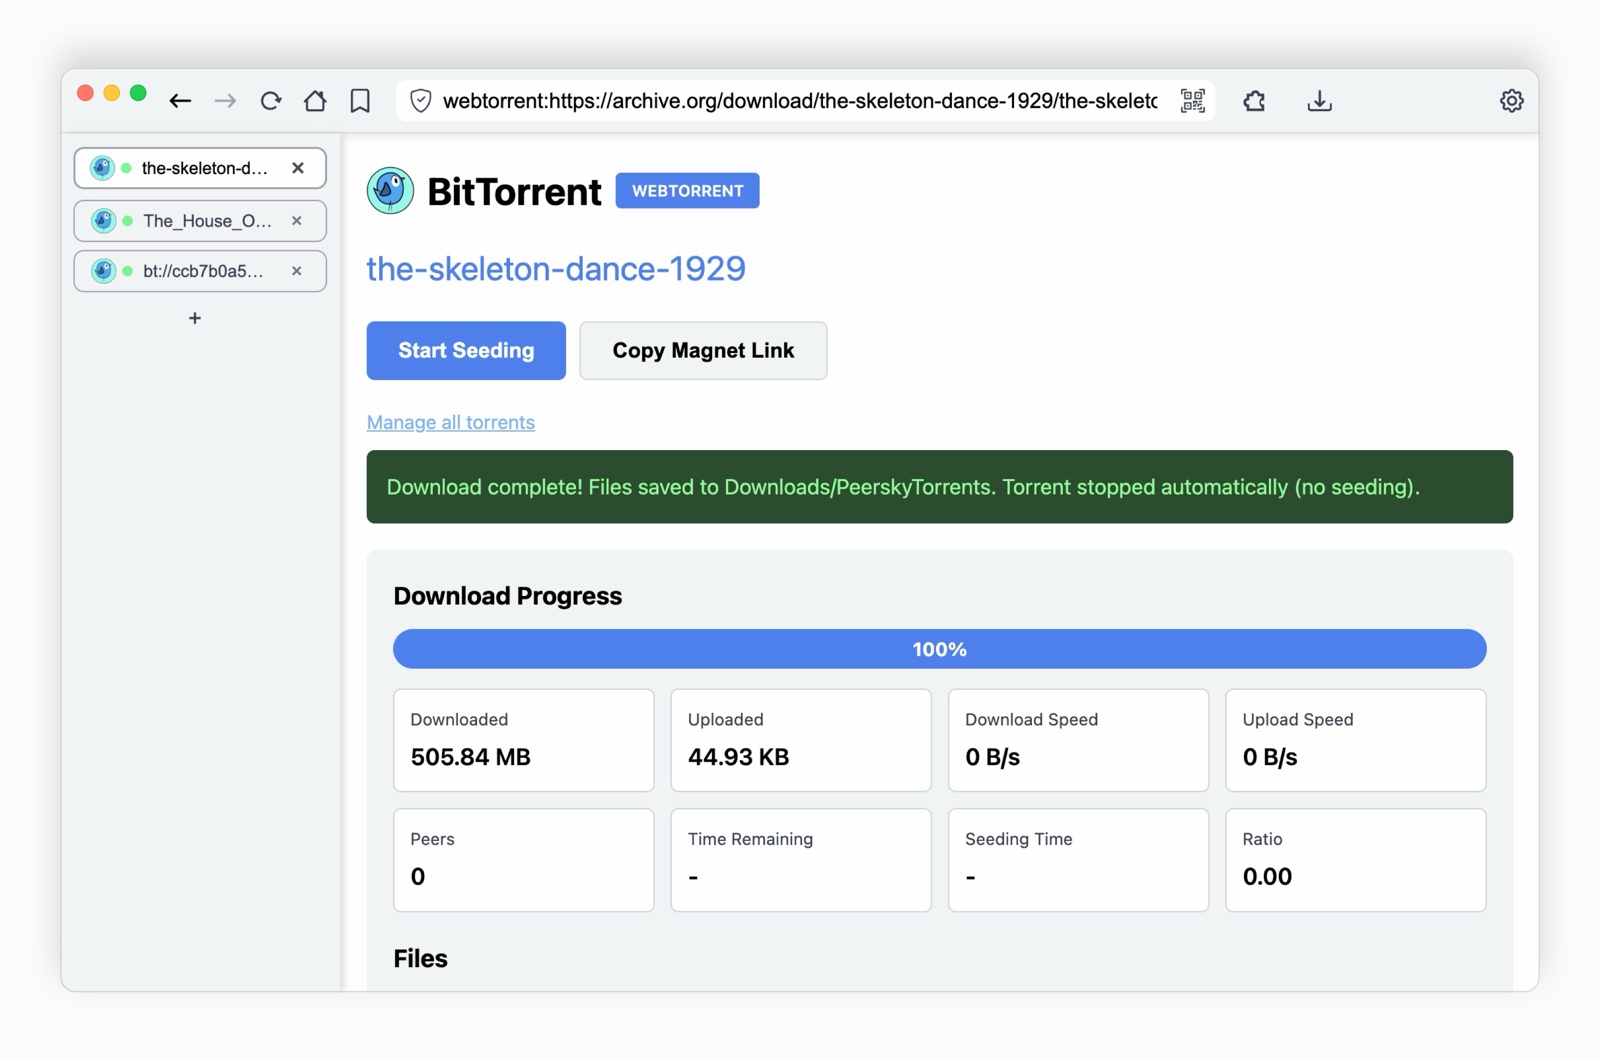 webtorrent:https://archive.org/download/the-skeleton-dance-1929/the-skeletc
the-skeleton-d...
The_House_O...
bt://ccb7b0a5...
+
BitTorrent WEBTORRENT
the-skeleton-dance-1929
Start Seeding Copy Magnet Link
Manage all torrents
Download complete! Files saved to Downloads/PeerskyTorrents. Torrent stopped automatically (no seeding).
Download Progress
100%
Downloaded Uploaded Download Speed Upload Speed
505.84 MB 44.93 KB 0 B/s 0 B/s
Peers Time Remaining Seeding Time Ratio
0 - - 0.00
Files